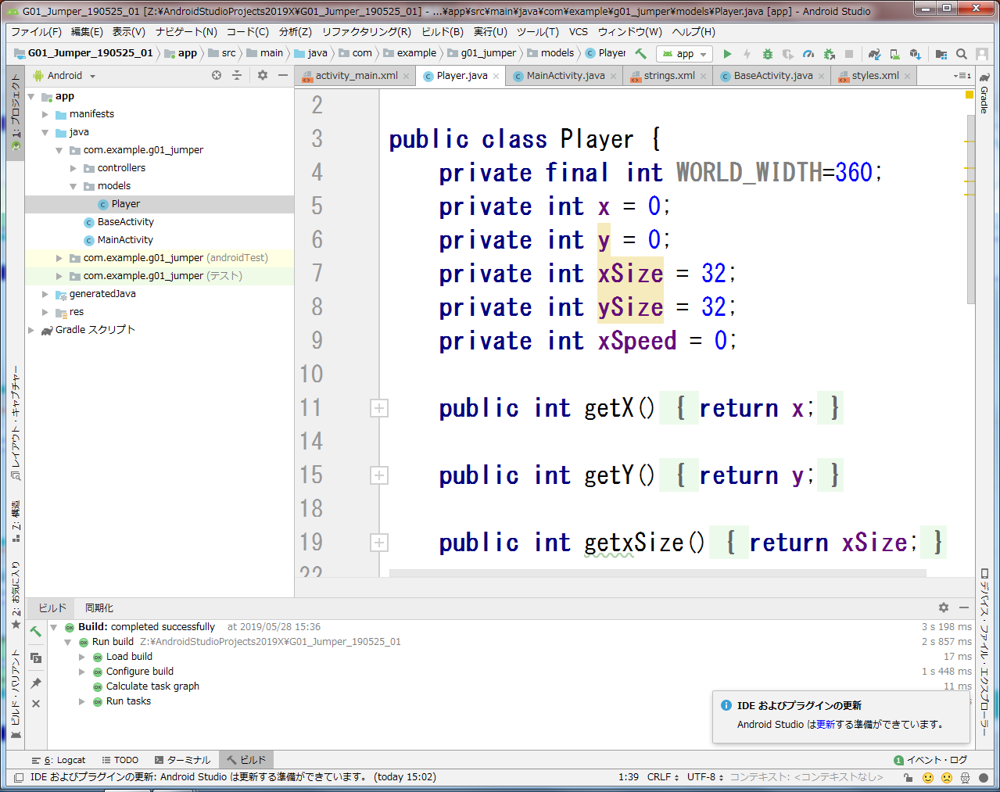 G01_Jumper_190525_01 [Z:¥AndroidStudioProjects2019X¥G01_Jumper_190525_01] - ...¥app¥src¥main¥java¥com¥example¥g01_jumper¥models¥Player.java [app] - Android Studio
ファイル(F) 編集(E) 表示(V) ナビゲート(N) コード(C) 分析(Z) リファクタリング(R) ビルド(B) 実行(U) ツール(T) VCS ウィンドウ(W) ヘルプ(H)
G01_Jumper_190525_01 app src main java com example g01_jumper models Player app
Android
activity_main.xml Player.java MainActivity.java strings.xml BaseActivity.java styles.xml 1
1: プロジェクト
レイアウト・キャプチャー
Z: 構造
2: お気に入り
ビルド・バリアント
app
manifests
java
com.example.g01_jumper
controllers
models
Player
BaseActivity
MainActivity
com.example.g01_jumper (androidTest)
com.example.g01_jumper (テスト)
generatedJava
res
Gradle スクリプト
2
3 public class Player {
4 private final int WORLD_WIDTH=360;
5 private int x = 0;
6 private int y = 0;
7 private int xSize = 32;
8 private int ySize = 32;
9 private int xSpeed = 0;
10
11 public int getX() { return x; }
14
15 public int getY() { return y; }
18
19 public int getxSize() { return xSize; }
22
Gradle
デバイス・ファイル・エクスプローラー
ビルド 同期化
Build: completed successfully at 2019/05/28 15:36 3 s 198 ms
Run build Z:¥AndroidStudioProjects2019X¥G01_Jumper_190525_01 2 s 857 ms
Load build 17 ms
Configure build 1 s 448 ms
Calculate task graph 11 ms
Run tasks
IDE およびプラグインの更新
Android Studio は更新する準備ができています。
6: Logcat TODO ターミナル ビルド 1 イベント・ログ
IDE およびプラグインの更新: Android Studio は更新する準備ができています。 (today 15:02) 1:39 CRLF UTF-8 コンテキスト: <コンテキストなし>